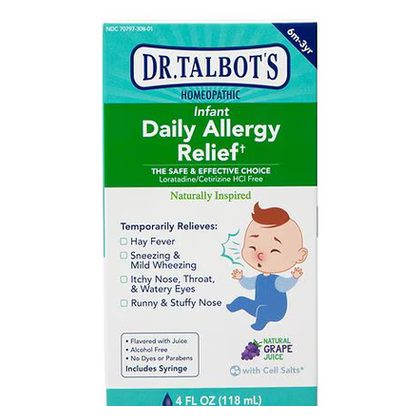 NDC 70797-308-01
6m-3yr
DR.TALBOT'S
HOMEOPATHIC
Infant
Daily Allergy
Relief†
THE SAFE & EFFECTIVE CHOICE
Loratadine/Cetirizine HCl Free
Naturally Inspired
Temporarily Relieves:
Hay Fever
Sneezing &
Mild Wheezing
Itchy Nose, Throat,
& Watery Eyes
Runny & Stuffy Nose
• Flavored with Juice
• Alcohol Free
• No Dyes or Parabens
Includes Syringe
NATURAL
GRAPE
JUICE
with Cell Salts*
4 FL OZ (118 mL)